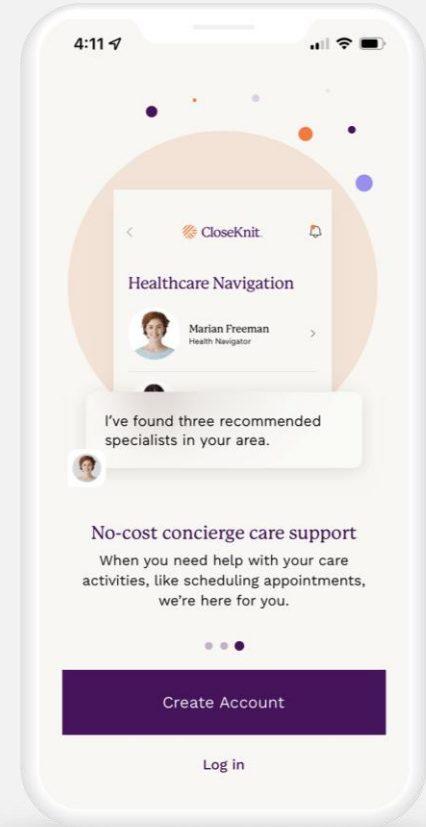 4:11
CloseKnit.
Healthcare Navigation
Marian Freeman
Health Navigator
I've found three recommended
specialists in your area.
No-cost concierge care support
When you need help with your care
activities, like scheduling appointments,
we're here for you.
Create Account
Log in